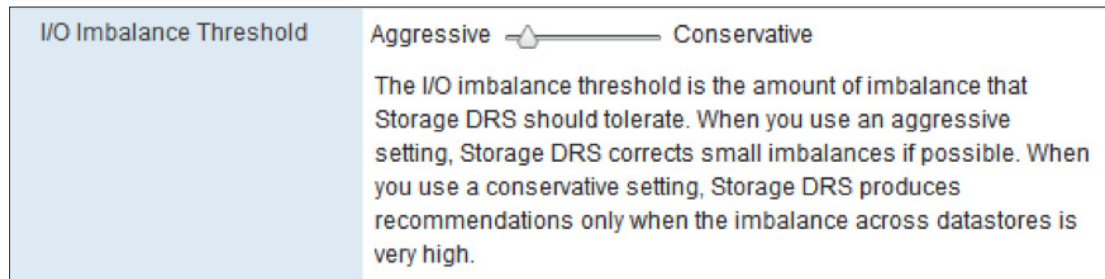 I/O Imbalance Threshold
Aggressive Conservative
The I/O imbalance threshold is the amount of imbalance that
Storage DRS should tolerate. When you use an aggressive
setting, Storage DRS corrects small imbalances if possible. When
you use a conservative setting, Storage DRS produces
recommendations only when the imbalance across datastores is
very high.